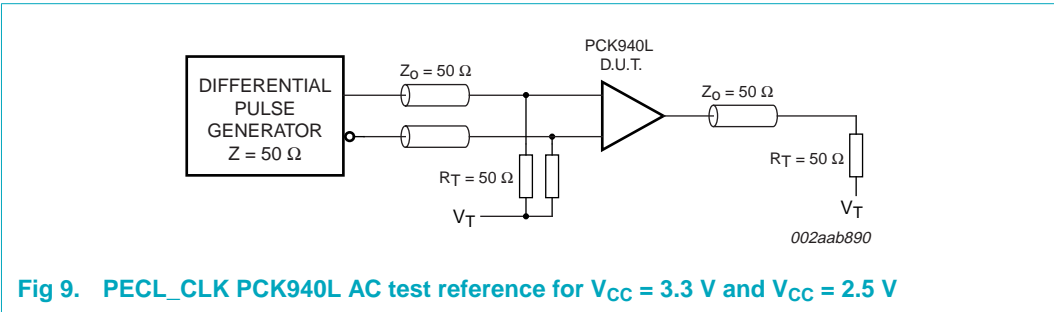 PCK940L
D.U.T.
DIFFERENTIAL
PULSE
GENERATOR
Z = 50 Ω
ZO = 50 Ω
ZO = 50 Ω
RT = 50 Ω
VT
RT = 50 Ω
VT
002aab890
Fig 9. PECL_CLK PCK940L AC test reference for VCC = 3.3 V and VCC = 2.5 V